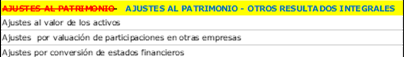 AJUSTES AL PATRIMONIO- AJUSTES AL PATRIMONIO - OTROS RESULTADOS INTEGRALES
Ajustes al valor de los activos
Ajustes por valuación de participaciones en otras empresas
Ajustes por conversión de estados financieros